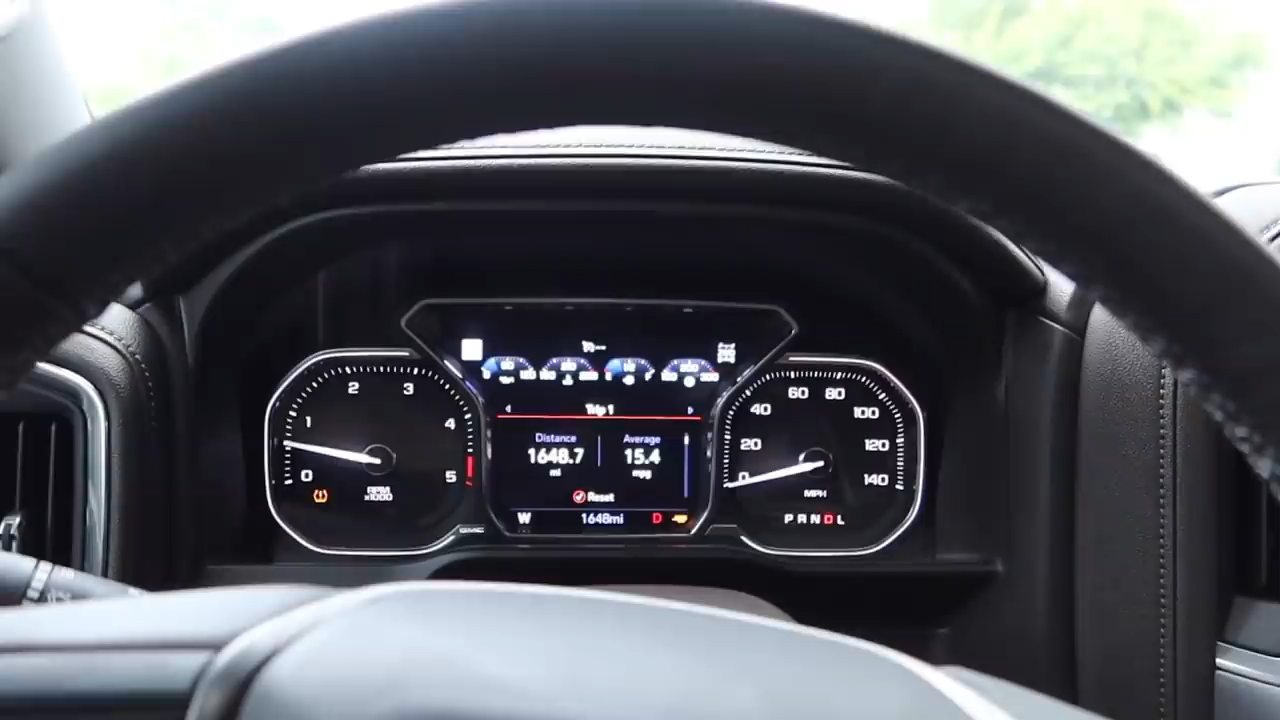 Trip 1
Distance
1648.7
mi
Average
15.4
mpg
Reset
W
1648mi
D
0
1
2
3
4
5
RPM
x1000
GMC
0
20
40
60
80
100
120
140
MPH
P R N D L